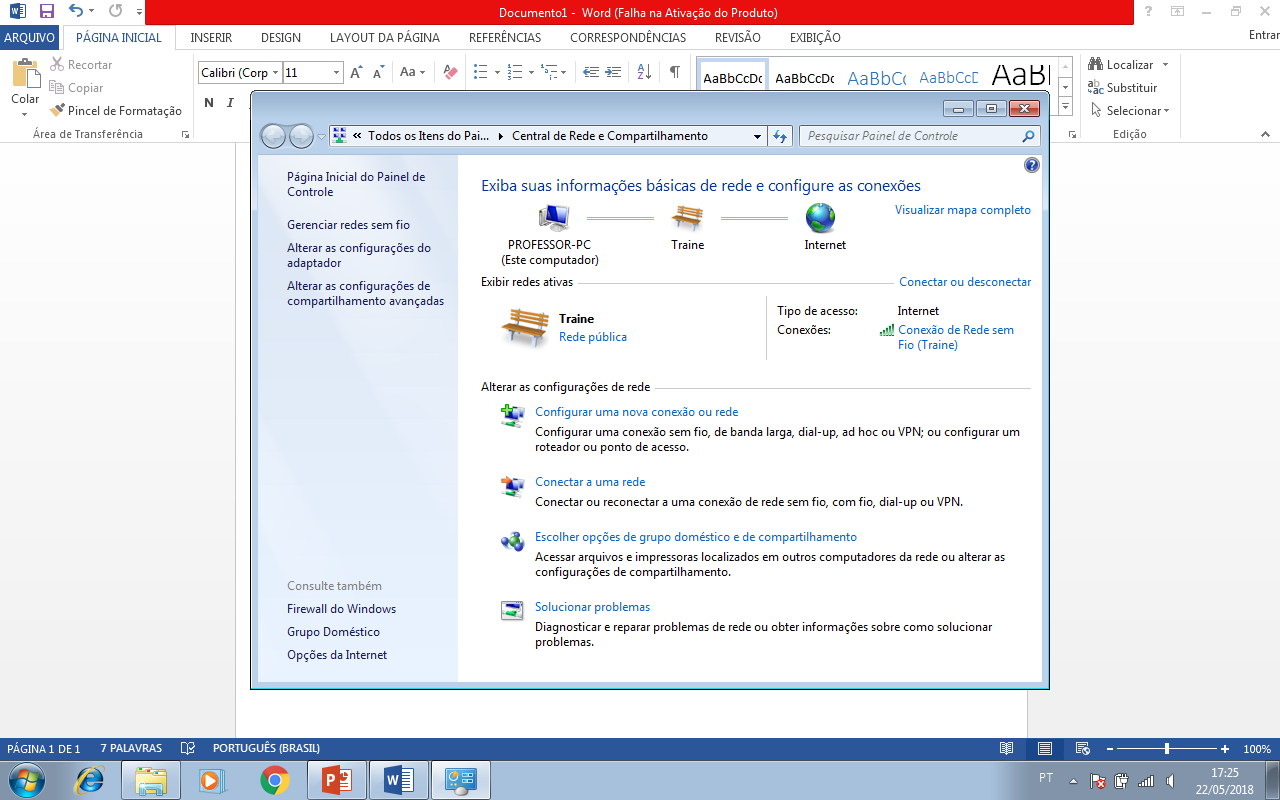 Documento1 - Word (Falha na Ativação do Produto)
ARQUIVO PÁGINA INICIAL INSERIR DESIGN LAYOUT DA PÁGINA REFERÊNCIAS CORRESPONDÊNCIAS REVISÃO EXIBIÇÃO Entrar
Colar
Recortar
Copiar
Pincel de Formatação
Área de Transferência
Calibri (Corp 11
N I
AaBbCcDc AaBbCcDc AaBbCc AaBbCcD AaB
Localizar
Substituir
Selecionar
Edição
« Todos os Itens do Pai... Central de Rede e Compartilhamento
Pesquisar Painel de Controle
Página Inicial do Painel de
Controle
Gerenciar redes sem fio
Alterar as configurações do
adaptador
Alterar as configurações de
compartilhamento avançadas
Consulte também
Firewall do Windows
Grupo Doméstico
Opções da Internet
Exiba suas informações básicas de rede e configure as conexões
Visualizar mapa completo
PROFESSOR-PC
(Este computador)
Traine
Internet
Exibir redes ativas
Conectar ou desconectar
Traine
Rede pública
Tipo de acesso: Internet
Conexões: Conexão de Rede sem
Fio (Traine)
Alterar as configurações de rede
Configurar uma nova conexão ou rede
Configurar uma conexão sem fio, de banda larga, dial-up, ad hoc ou VPN; ou configurar um
roteador ou ponto de acesso.
Conectar a uma rede
Conectar ou reconectar a uma conexão de rede sem fio, com fio, dial-up ou VPN.
Escolher opções de grupo doméstico e de compartilhamento
Acessar arquivos e impressoras localizados em outros computadores da rede ou alterar as
configurações de compartilhamento.
Solucionar problemas
Diagnosticar e reparar problemas de rede ou obter informações sobre como solucionar
problemas.
PÁGINA 1 DE 1 7 PALAVRAS PORTUGUÊS (BRASIL) 100%
PT
17:25
22/05/2018